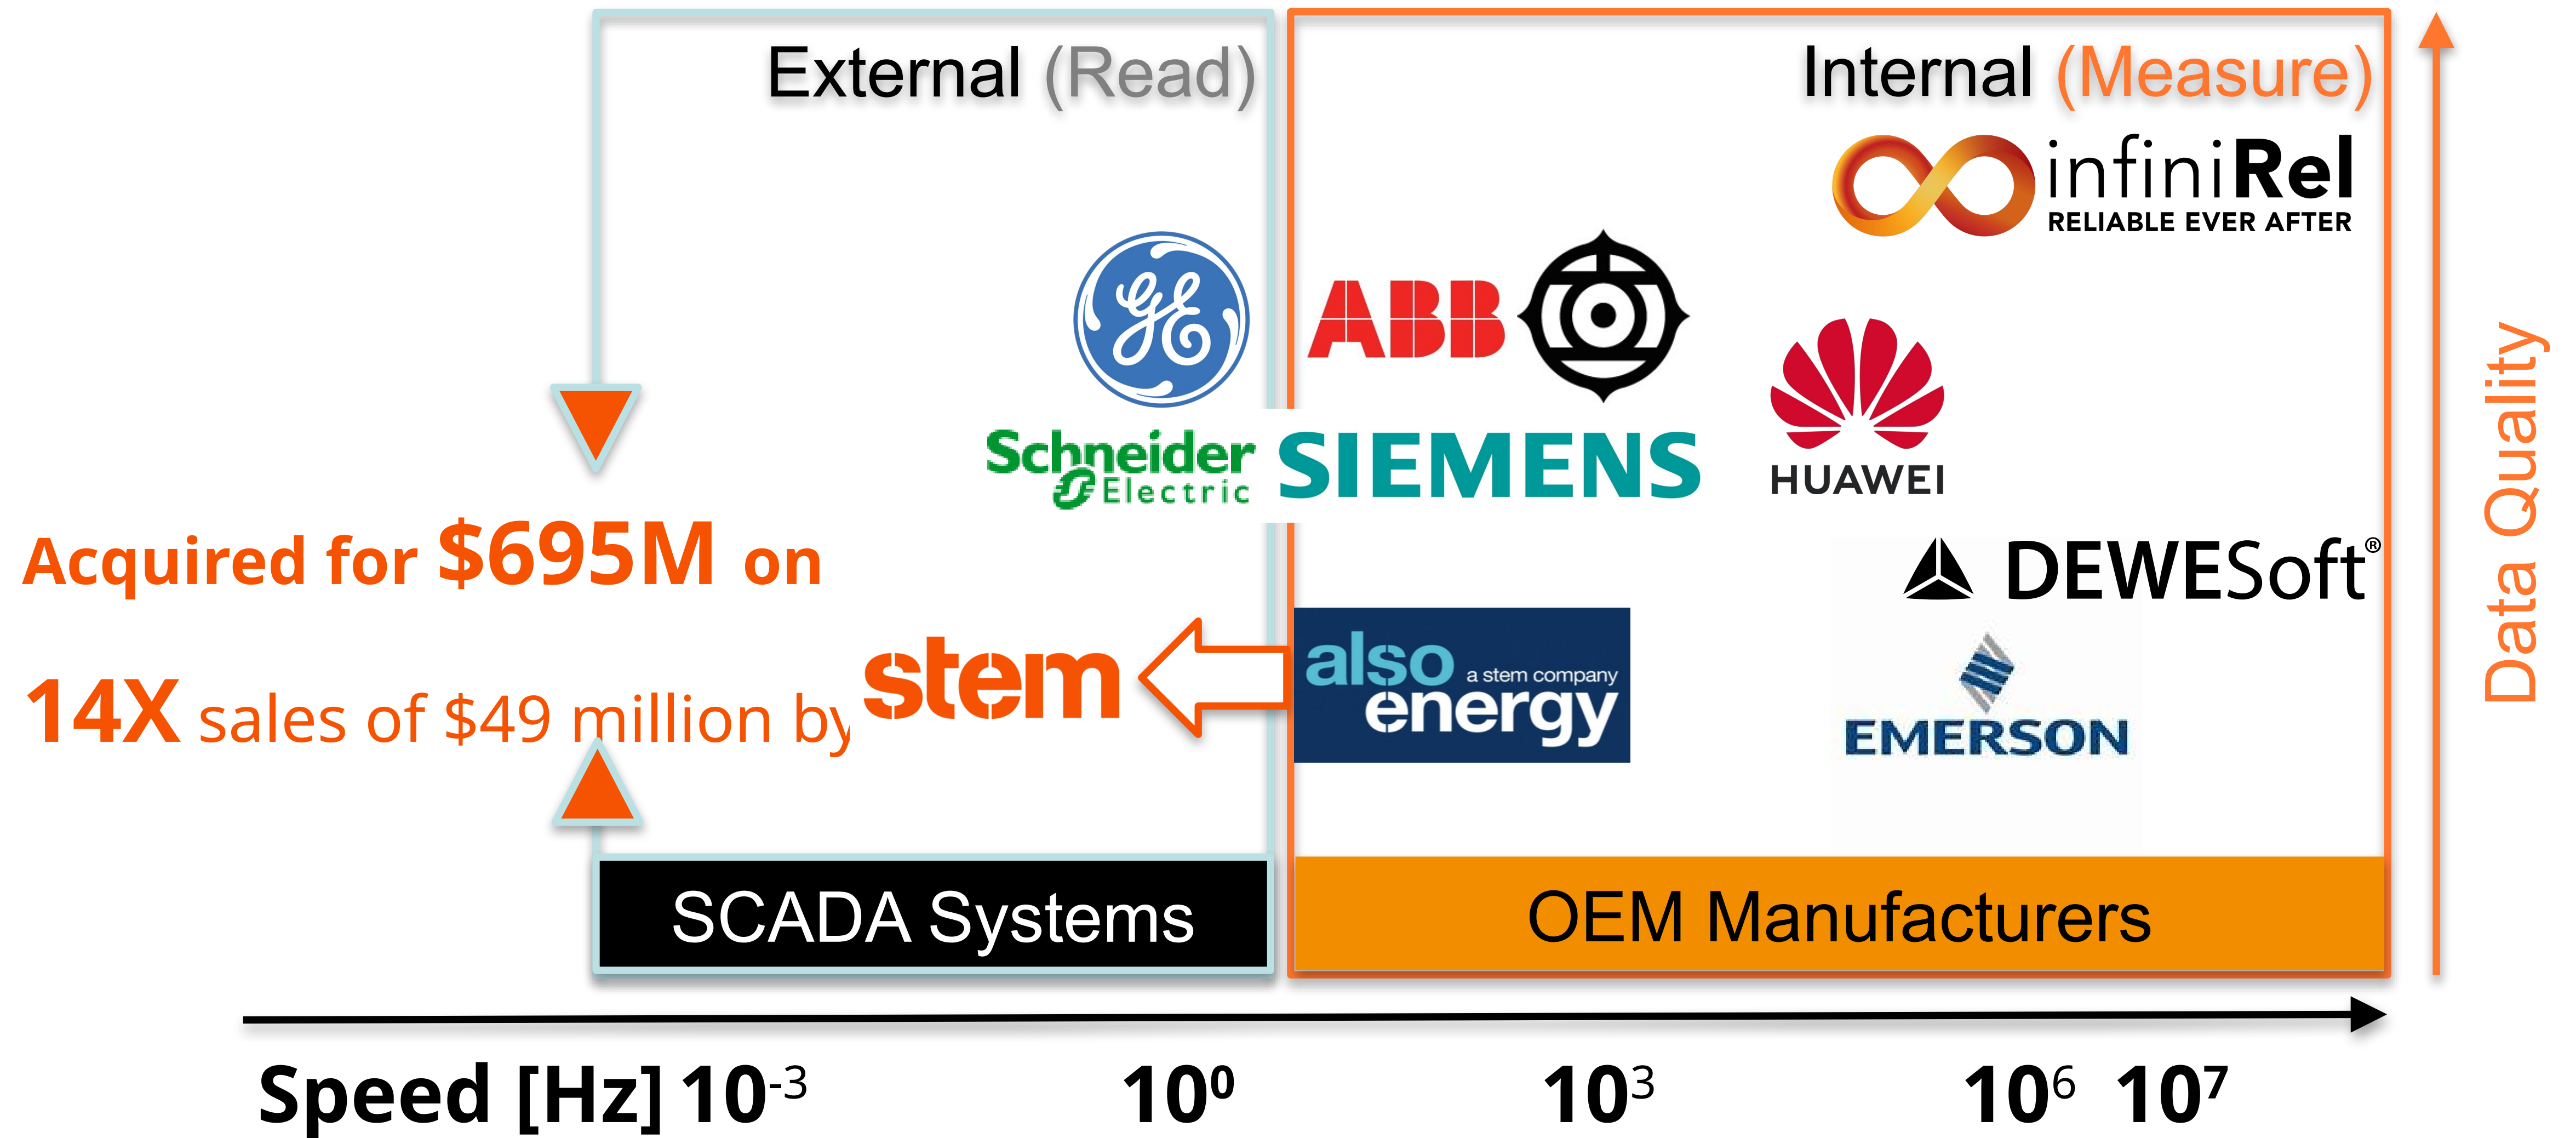 External (Read)
Internal (Measure)
infiniRel
RELIABLE EVER AFTER
GE
ABB
Schneider
Electric
SIEMENS
HUAWEI
Acquired for $695M on
14X sales of $49 million by
stem
also
a stem company
energy
DEWESoft®
EMERSON
Data Quality
SCADA Systems
OEM Manufacturers
Speed [Hz] 10⁻³ 10⁰ 10³ 10⁶ 10⁷